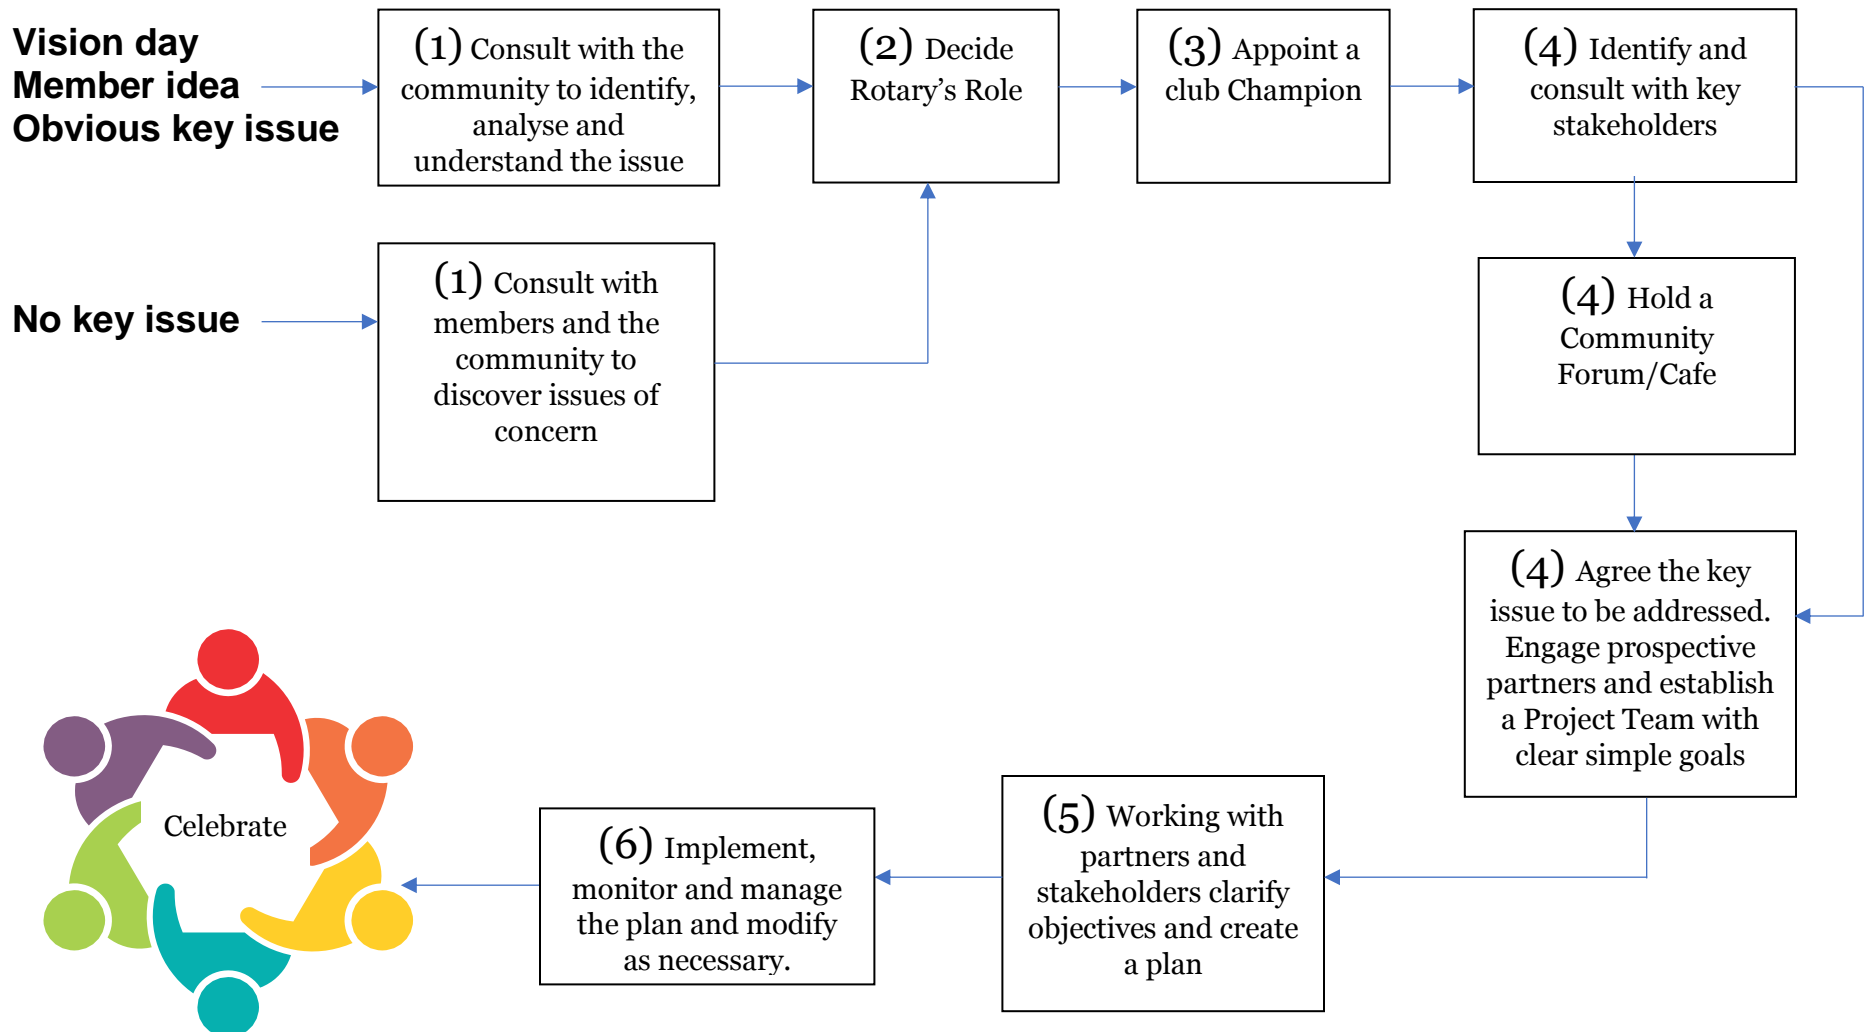 Vision day
Member idea
Obvious key issue
(1) Consult with the
community to identify,
analyse and
understand the issue
(2) Decide
Rotary’s Role
(3) Appoint a
club Champion
(4) Identify and
consult with key
stakeholders
No key issue
(1) Consult with
members and the
community to
discover issues of
concern
(4) Hold a
Community
Forum/Cafe
(4) Agree the key
issue to be addressed.
Engage prospective
partners and establish
a Project Team with
clear simple goals
(5) Working with
partners and
stakeholders clarify
objectives and create
a plan
(6) Implement,
monitor and manage
the plan and modify
as necessary.
Celebrate